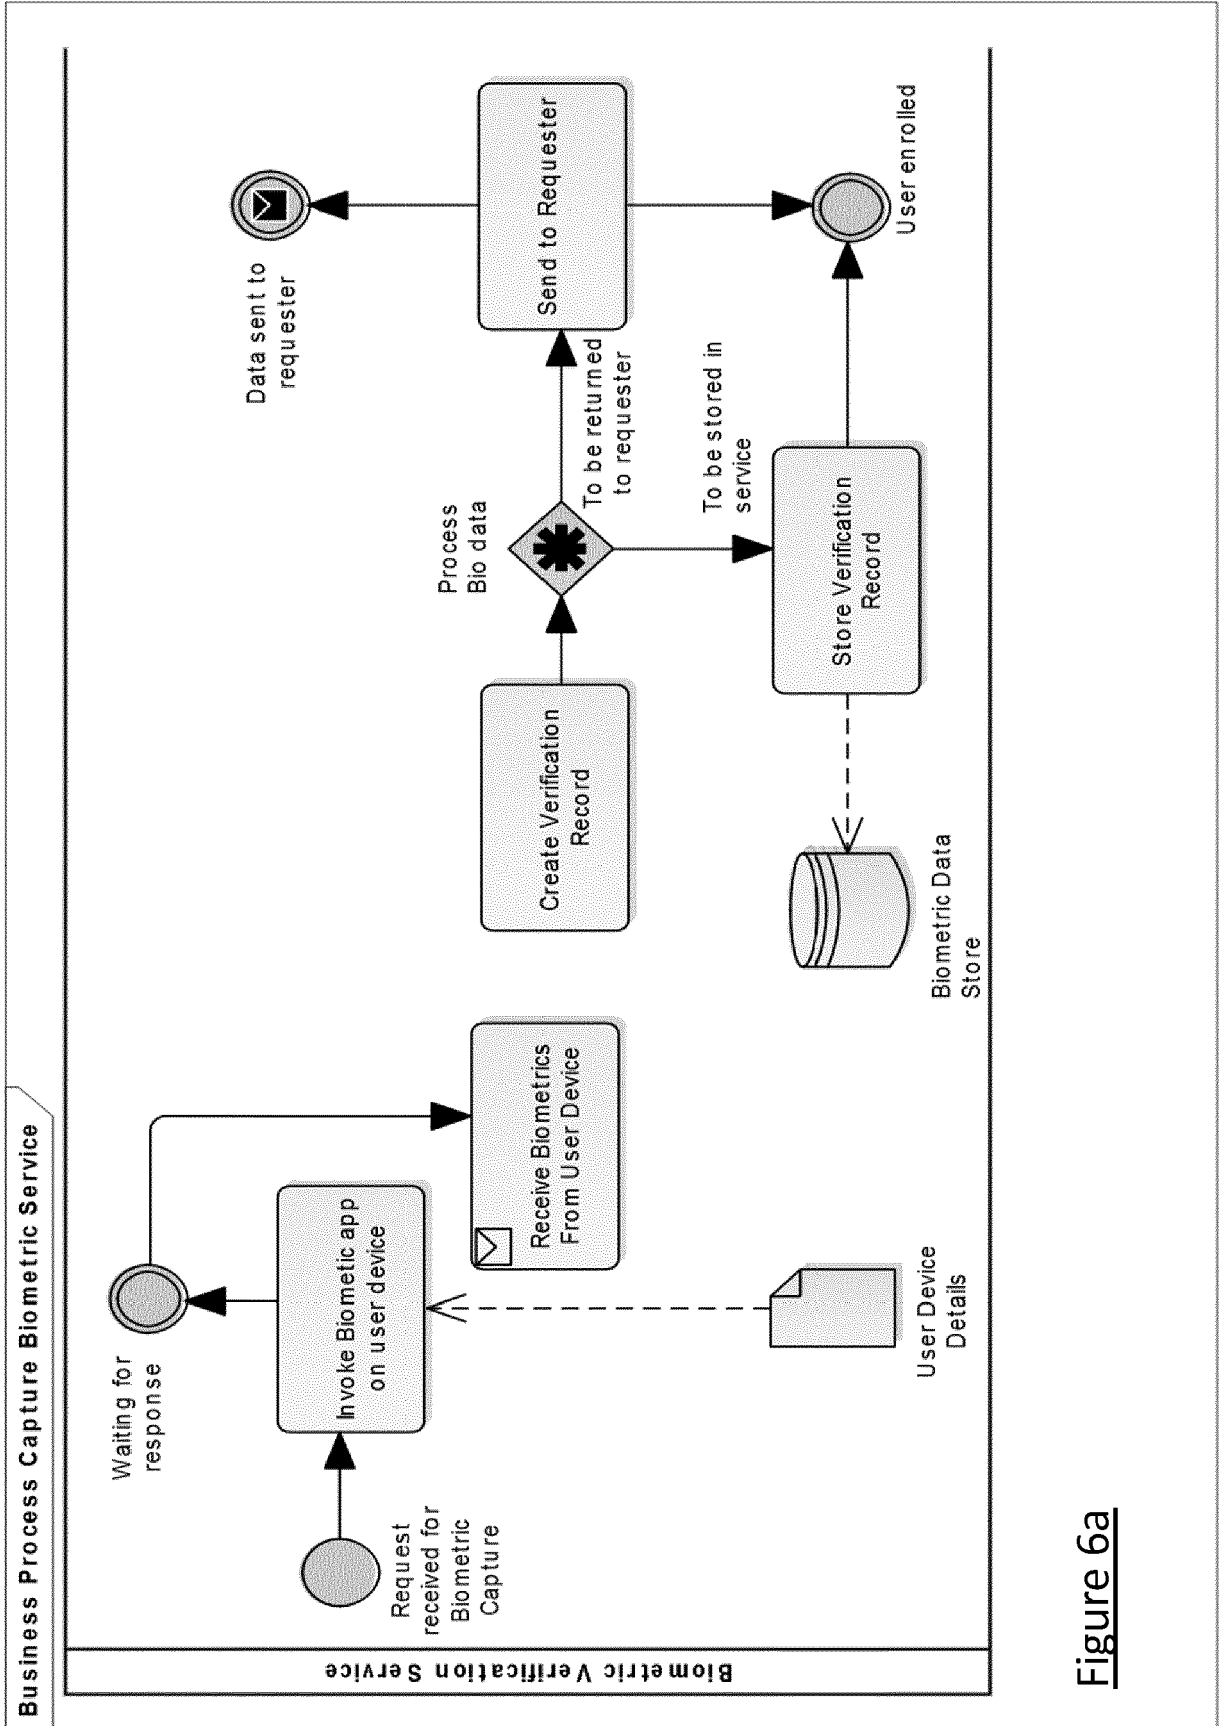 Business Process Capture Biometric Service
Biometric Verification Service
Request
received for
Biometric
Capture
Waiting for
response
Invoke Biometic app
on user device
User Device
Details
Receive Biometrics
From User Device
Create Verification
Record
Biometric Data
Store
Process
Bio data
To be returned
to requester
To be stored in
service
Store Verification
Record
Data sent to
requester
Send to Requester
User enrolled
Figure 6a